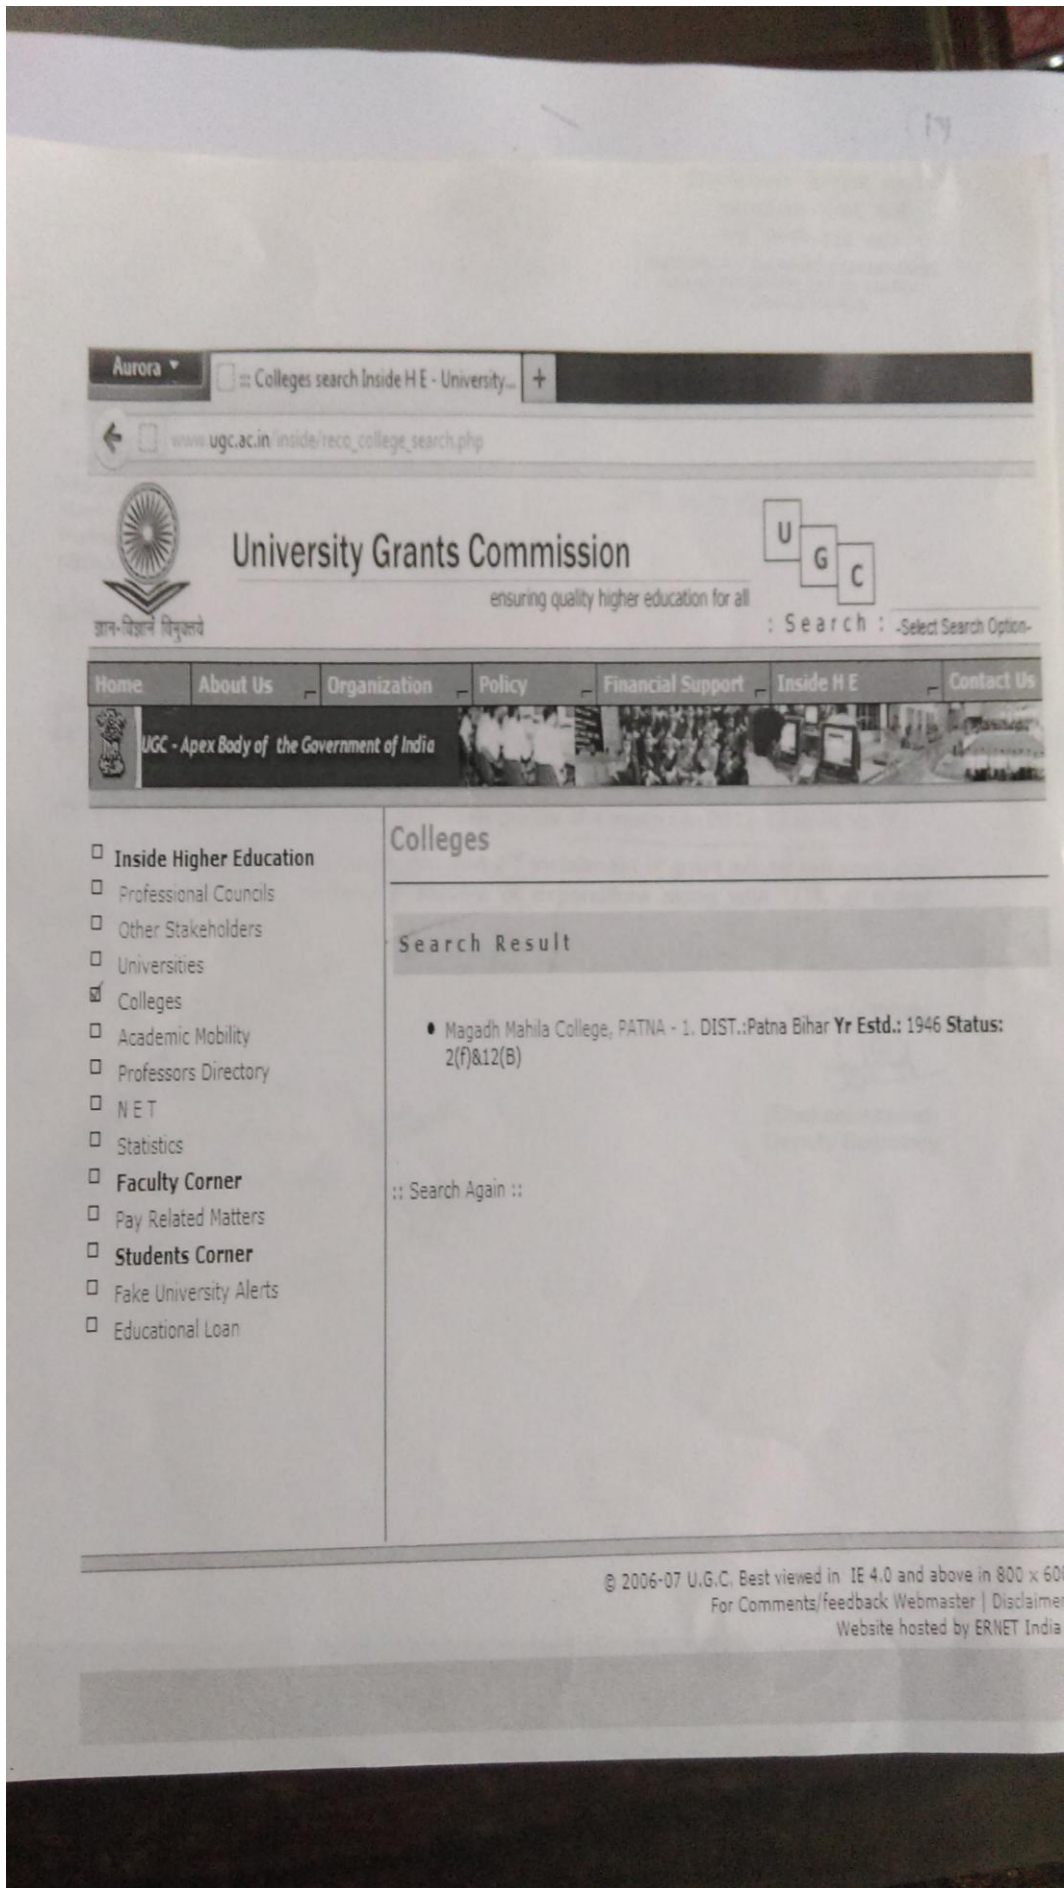 Aurora
::: Colleges search Inside H E - University... +
www.ugc.ac.in/inside/reco_college_search.php
University Grants Commission
ensuring quality higher education for all
U
G
C
ज्ञान-विज्ञानं विमुक्तये
: Search : -Select Search Option-
Home About Us Organization Policy Financial Support Inside H E Contact Us
UGC - Apex Body of the Government of India
Colleges
Inside Higher Education
Professional Councils
Other Stakeholders
Universities
Colleges
Academic Mobility
Professors Directory
N E T
Statistics
Faculty Corner
Pay Related Matters
Students Corner
Fake University Alerts
Educational Loan
Search Result
• Magadh Mahila College, PATNA - 1. DIST.:Patna Bihar Yr Estd.: 1946 Status:
2(f)&12(B)
:: Search Again ::
© 2006-07 U.G.C. Best viewed in IE 4.0 and above in 800 x 600
For Comments/feedback Webmaster | Disclaimer
Website hosted by ERNET India